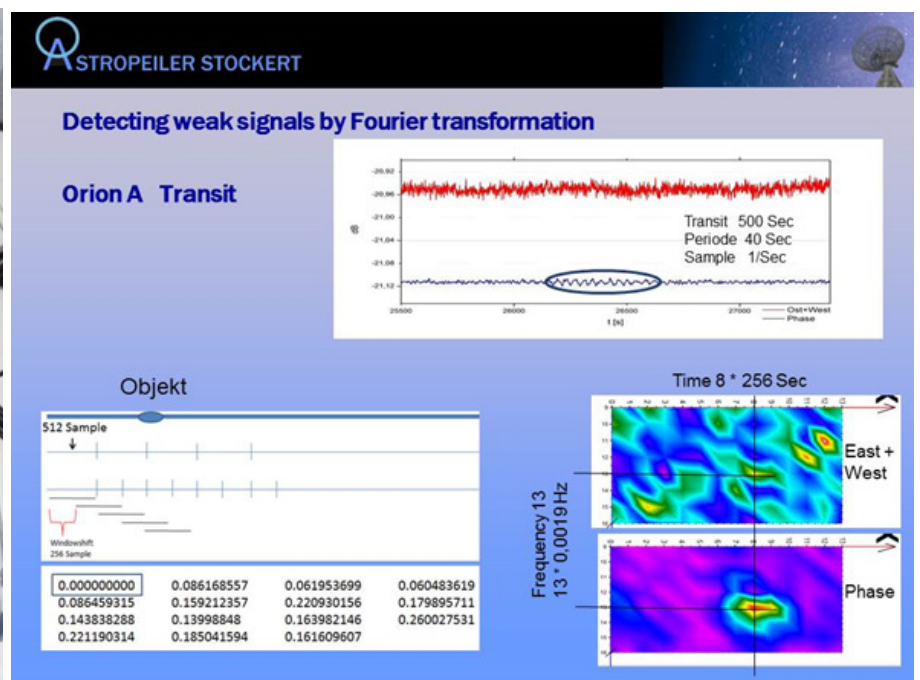 ASTROPEILER STOCKERT
Detecting weak signals by Fourier transformation
Orion A Transit
-20,92
-20,96
-21,00
-21,04
-21,08
-21,12
dB
Transit 500 Sec
Periode 40 Sec
Sample 1/Sec
25500 26000 26500 27000
t [s]
Ost+West
Phase
Objekt
512 Sample
Windowshift
256 Sample
0.000000000 0.086168557 0.061953699 0.060483619
0.086459315 0.159212357 0.220930156 0.179895711
0.143838288 0.13998848 0.163982146 0.260027531
0.221190314 0.185041594 0.161609607
Time 8 * 256 Sec
East +
West
Frequency 13
13 * 0,0019 Hz
Phase